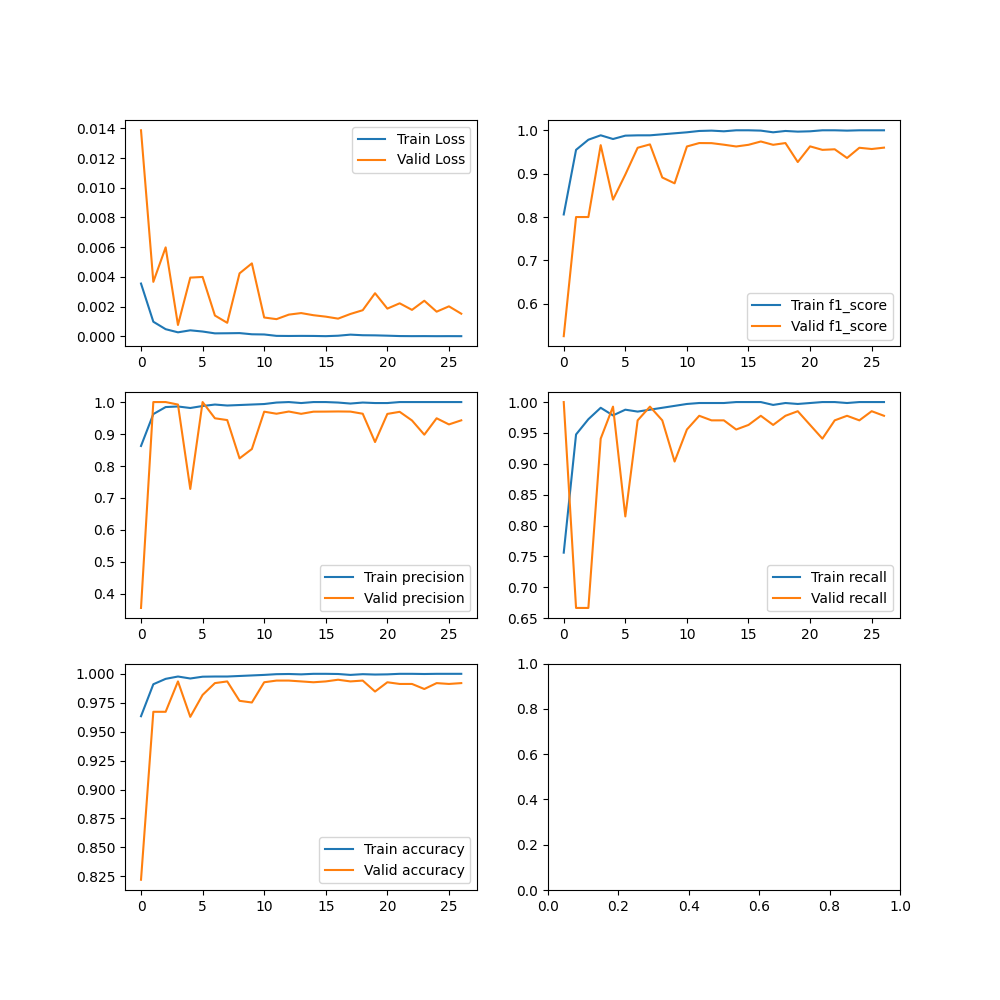 0.014
0.012
0.010
0.008
0.006
0.004
0.002
0.000
0 5 10 15 20 25
Train Loss
Valid Loss
1.0
0.9
0.8
0.7
0.6
0 5 10 15 20 25
Train f1_score
Valid f1_score
1.0
0.9
0.8
0.7
0.6
0.5
0.4
0 5 10 15 20 25
Train precision
Valid precision
1.00
0.95
0.90
0.85
0.80
0.75
0.70
0.65
0 5 10 15 20 25
Train recall
Valid recall
1.000
0.975
0.950
0.925
0.900
0.875
0.850
0.825
0 5 10 15 20 25
Train accuracy
Valid accuracy
1.0
0.8
0.6
0.4
0.2
0.0
0.0 0.2 0.4 0.6 0.8 1.0